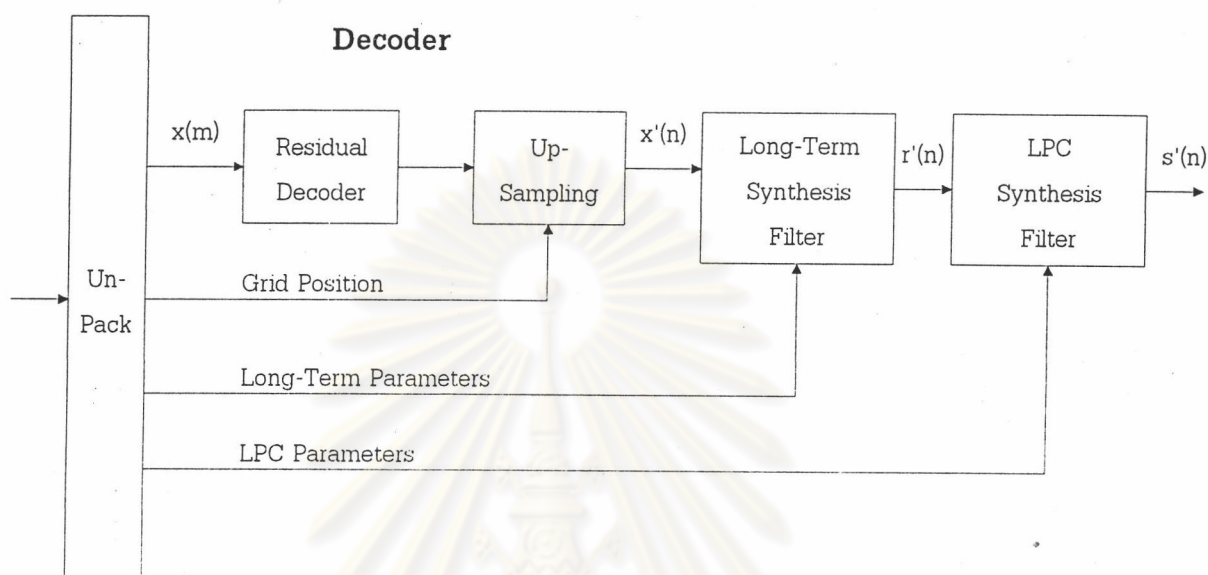 Decoder
x(m)
Residual
Decoder
Up-
Sampling
x'(n)
Long-Term
Synthesis
Filter
r'(n)
LPC
Synthesis
Filter
s'(n)
Un-
Pack
Grid Position
Long-Term Parameters
LPC Parameters